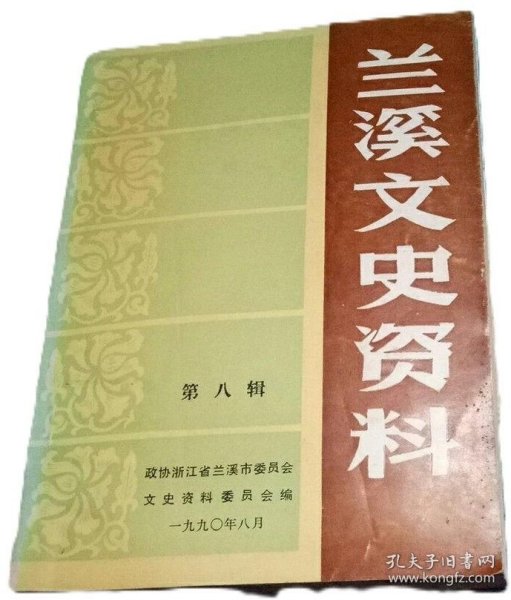 兰溪文史资料
第八辑
政协浙江省兰溪市委员会
文史资料委员会编
一九九〇年八月
孔夫子旧书网
www.kongfz.com